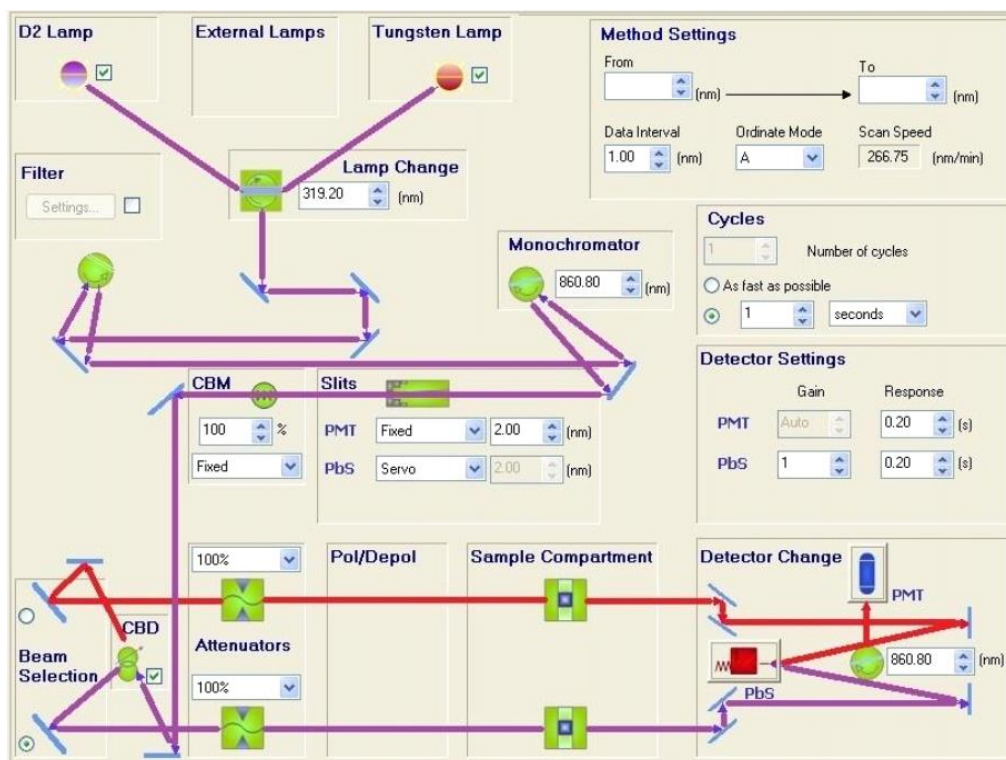 D2 Lamp
External Lamps
Tungsten Lamp
Method Settings
From
To
(nm)
(nm)
Data Interval
Ordinate Mode
Scan Speed
1.00
(nm)
A
266.75
(nm/min)
Filter
Settings...
Lamp Change
319.20
(nm)
Cycles
1
Number of cycles
As fast as possible
1
seconds
Monochromator
860.80
(nm)
CBM
100
%
Fixed
Slits
PMT
Fixed
2.00
(nm)
PbS
Servo
2.00
(nm)
Detector Settings
Gain
Response
PMT
Auto
0.20
(s)
PbS
1
0.20
(s)
100%
Pol/Depol
Sample Compartment
Detector Change
PMT
CBD
Beam
Selection
Attenuators
100%
860.80
(nm)
PbS